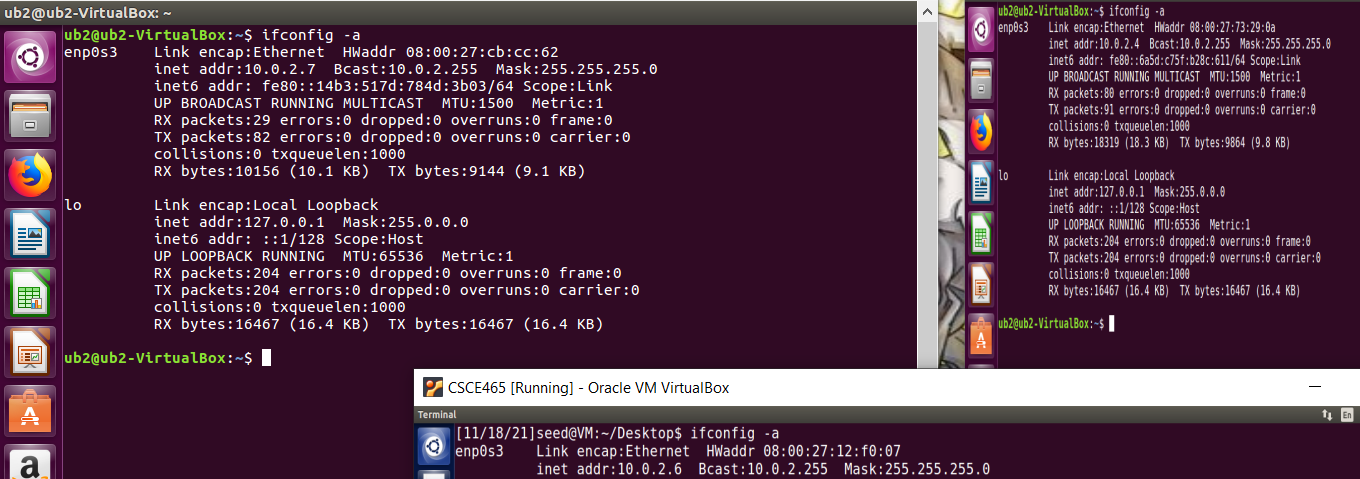 ub2@ub2-VirtualBox: ~
ub2@ub2-VirtualBox:~$ ifconfig -a
enp0s3    Link encap:Ethernet  HWaddr 08:00:27:cb:cc:62
          inet addr:10.0.2.7  Bcast:10.0.2.255  Mask:255.255.255.0
          inet6 addr: fe80::14b3:517d:784d:3b03/64 Scope:Link
          UP BROADCAST RUNNING MULTICAST  MTU:1500  Metric:1
          RX packets:29 errors:0 dropped:0 overruns:0 frame:0
          TX packets:82 errors:0 dropped:0 overruns:0 carrier:0
          collisions:0 txqueuelen:1000
          RX bytes:10156 (10.1 KB)  TX bytes:9144 (9.1 KB)
lo        Link encap:Local Loopback
          inet addr:127.0.0.1  Mask:255.0.0.0
          inet6 addr: ::1/128 Scope:Host
          UP LOOPBACK RUNNING  MTU:65536  Metric:1
          RX packets:204 errors:0 dropped:0 overruns:0 frame:0
          TX packets:204 errors:0 dropped:0 overruns:0 carrier:0
          collisions:0 txqueuelen:1000
          RX bytes:16467 (16.4 KB)  TX bytes:16467 (16.4 KB)
ub2@ub2-VirtualBox:~$
ub2@ub2-VirtualBox:~$ ifconfig -a
enp0s3    Link encap:Ethernet  HWaddr 08:00:27:73:29:0a
          inet addr:10.0.2.4  Bcast:10.0.2.255  Mask:255.255.255.0
          inet6 addr: fe80::6a5d:c75f:b28c:611/64 Scope:Link
          UP BROADCAST RUNNING MULTICAST  MTU:1500  Metric:1
          RX packets:80 errors:0 dropped:0 overruns:0 frame:0
          TX packets:91 errors:0 dropped:0 overruns:0 carrier:0
          collisions:0 txqueuelen:1000
          RX bytes:18319 (18.3 KB)  TX bytes:9864 (9.8 KB)
lo        Link encap:Local Loopback
          inet addr:127.0.0.1  Mask:255.0.0.0
          inet6 addr: ::1/128 Scope:Host
          UP LOOPBACK RUNNING  MTU:65536  Metric:1
          RX packets:204 errors:0 dropped:0 overruns:0 frame:0
          TX packets:204 errors:0 dropped:0 overruns:0 carrier:0
          collisions:0 txqueuelen:1000
          RX bytes:16467 (16.4 KB)  TX bytes:16467 (16.4 KB)
ub2@ub2-VirtualBox:~$
CSCE465 [Running] - Oracle VM VirtualBox
Terminal
En
[11/18/21]seed@VM:~/Desktop$ ifconfig -a
enp0s3    Link encap:Ethernet  HWaddr 08:00:27:12:f0:07
          inet addr:10.0.2.6  Bcast:10.0.2.255  Mask:255.255.255.0